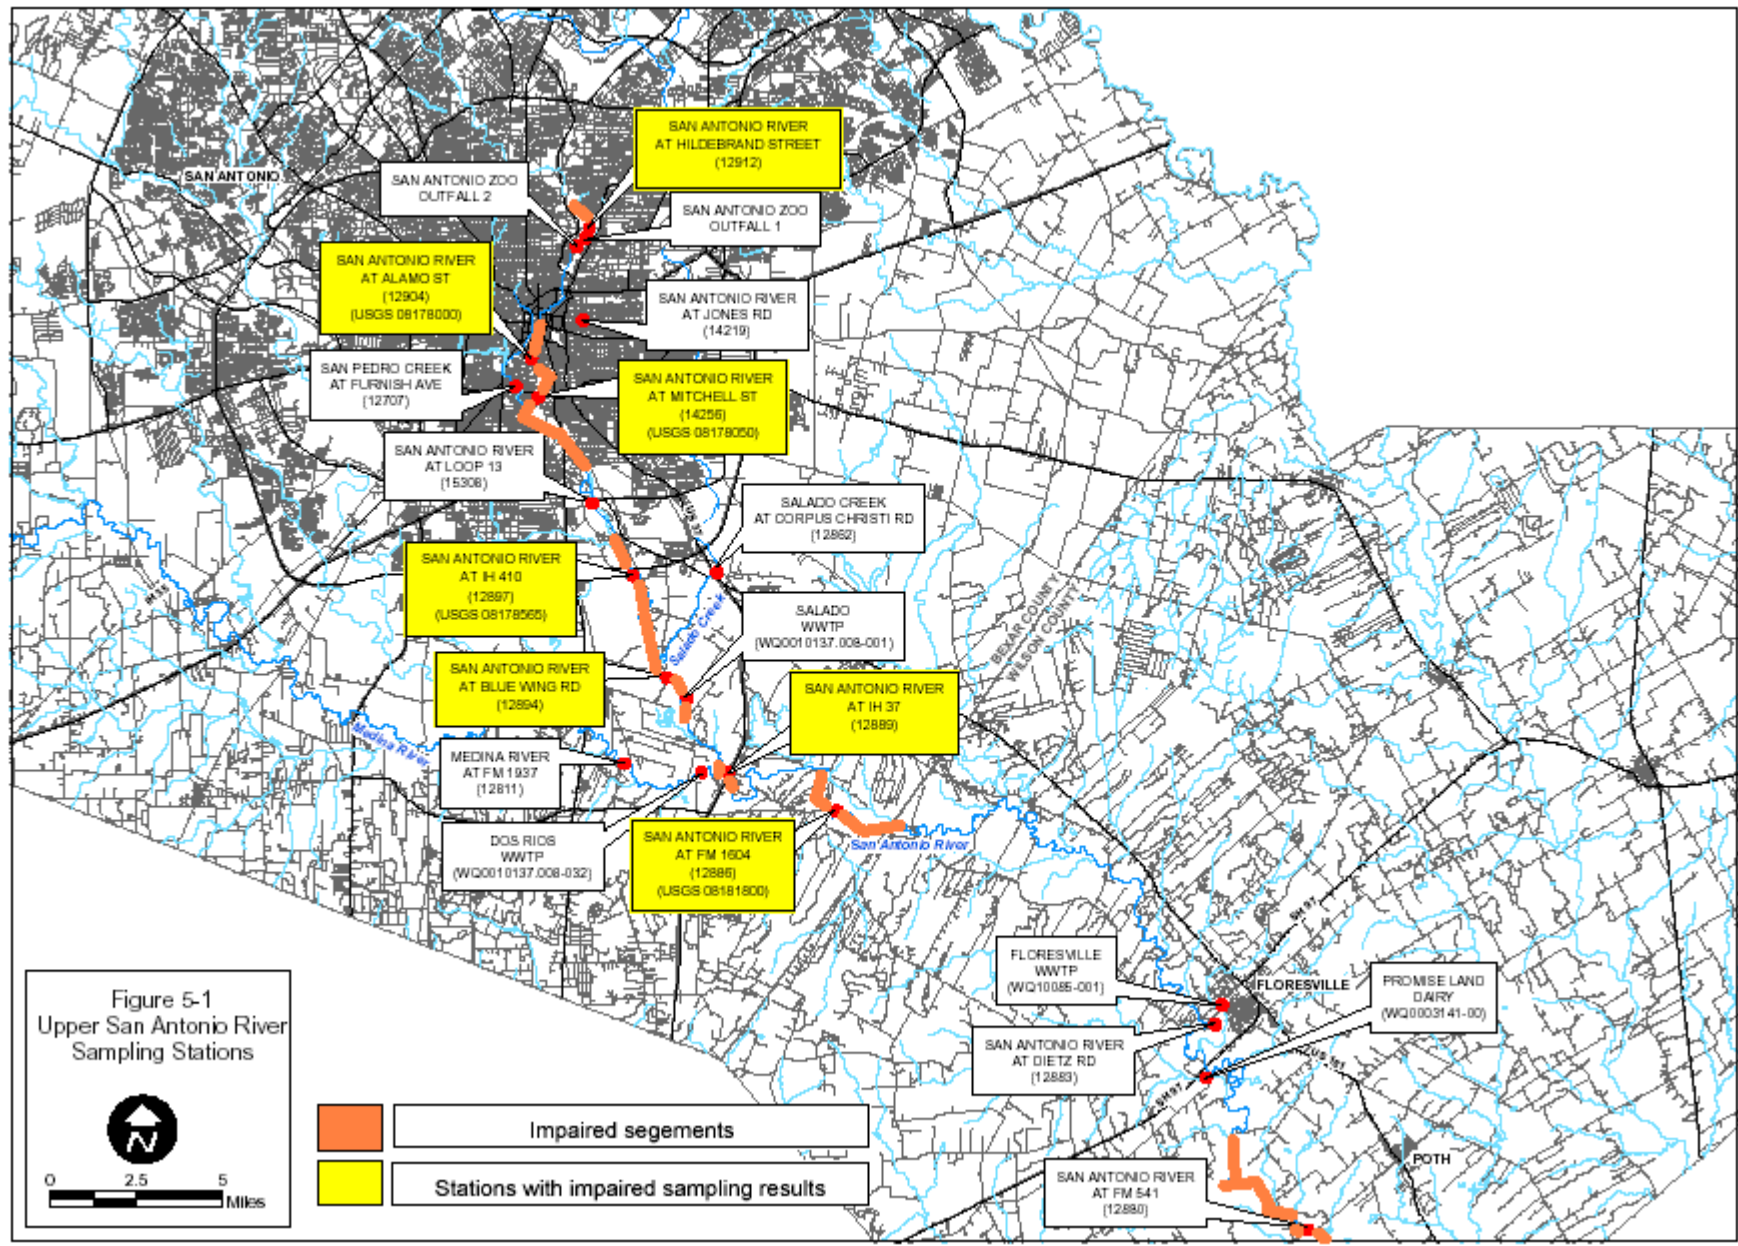 SAN ANTONIO RIVER
AT HILDEBRAND STREET
(12912)
SAN ANTONIO
SAN ANTONIO ZOO
OUTFALL 2
SAN ANTONIO ZOO
OUTFALL 1
SAN ANTONIO RIVER
AT ALAMO ST
(12904)
(USGS 08178000)
SAN ANTONIO RIVER
AT JONES RD
(14219)
SAN PEDRO CREEK
AT FURNISH AVE
(12707)
SAN ANTONIO RIVER
AT MITCHELL ST
(14256)
(USGS 08178050)
SAN ANTONIO RIVER
AT LOOP 13
(15308)
SALADO CREEK
AT CORPUS CHRISTI RD
(12862)
SAN ANTONIO RIVER
AT IH 410
(12897)
(USGS 08178565)
IH 35
SALADO
WWTP
(WQ0010137.008-001)
Salado Creek
BEXAR COUNTY
WILSON COUNTY
SAN ANTONIO RIVER
AT BLUE WING RD
(12894)
SAN ANTONIO RIVER
AT IH 37
(12889)
Medina River
MEDINA RIVER
AT FM 1937
(12811)
DOS RIOS
WWTP
(WQ0010137.008-032)
SAN ANTONIO RIVER
AT FM 1604
(12886)
(USGS 08181800)
San Antonio River
SH 97
FLORESVILLE
WWTP
(WQ10085-001)
FLORESVILLE
PROMISE LAND
DAIRY
(WQ0003141-00)
SAN ANTONIO RIVER
AT DIETZ RD
(12883)
US 181
SH 97
POTH
SAN ANTONIO RIVER
AT FM 541
(12880)
Figure 5-1
Upper San Antonio River
Sampling Stations
N
0 2.5 5
Miles
Impaired segements
Stations with impaired sampling results